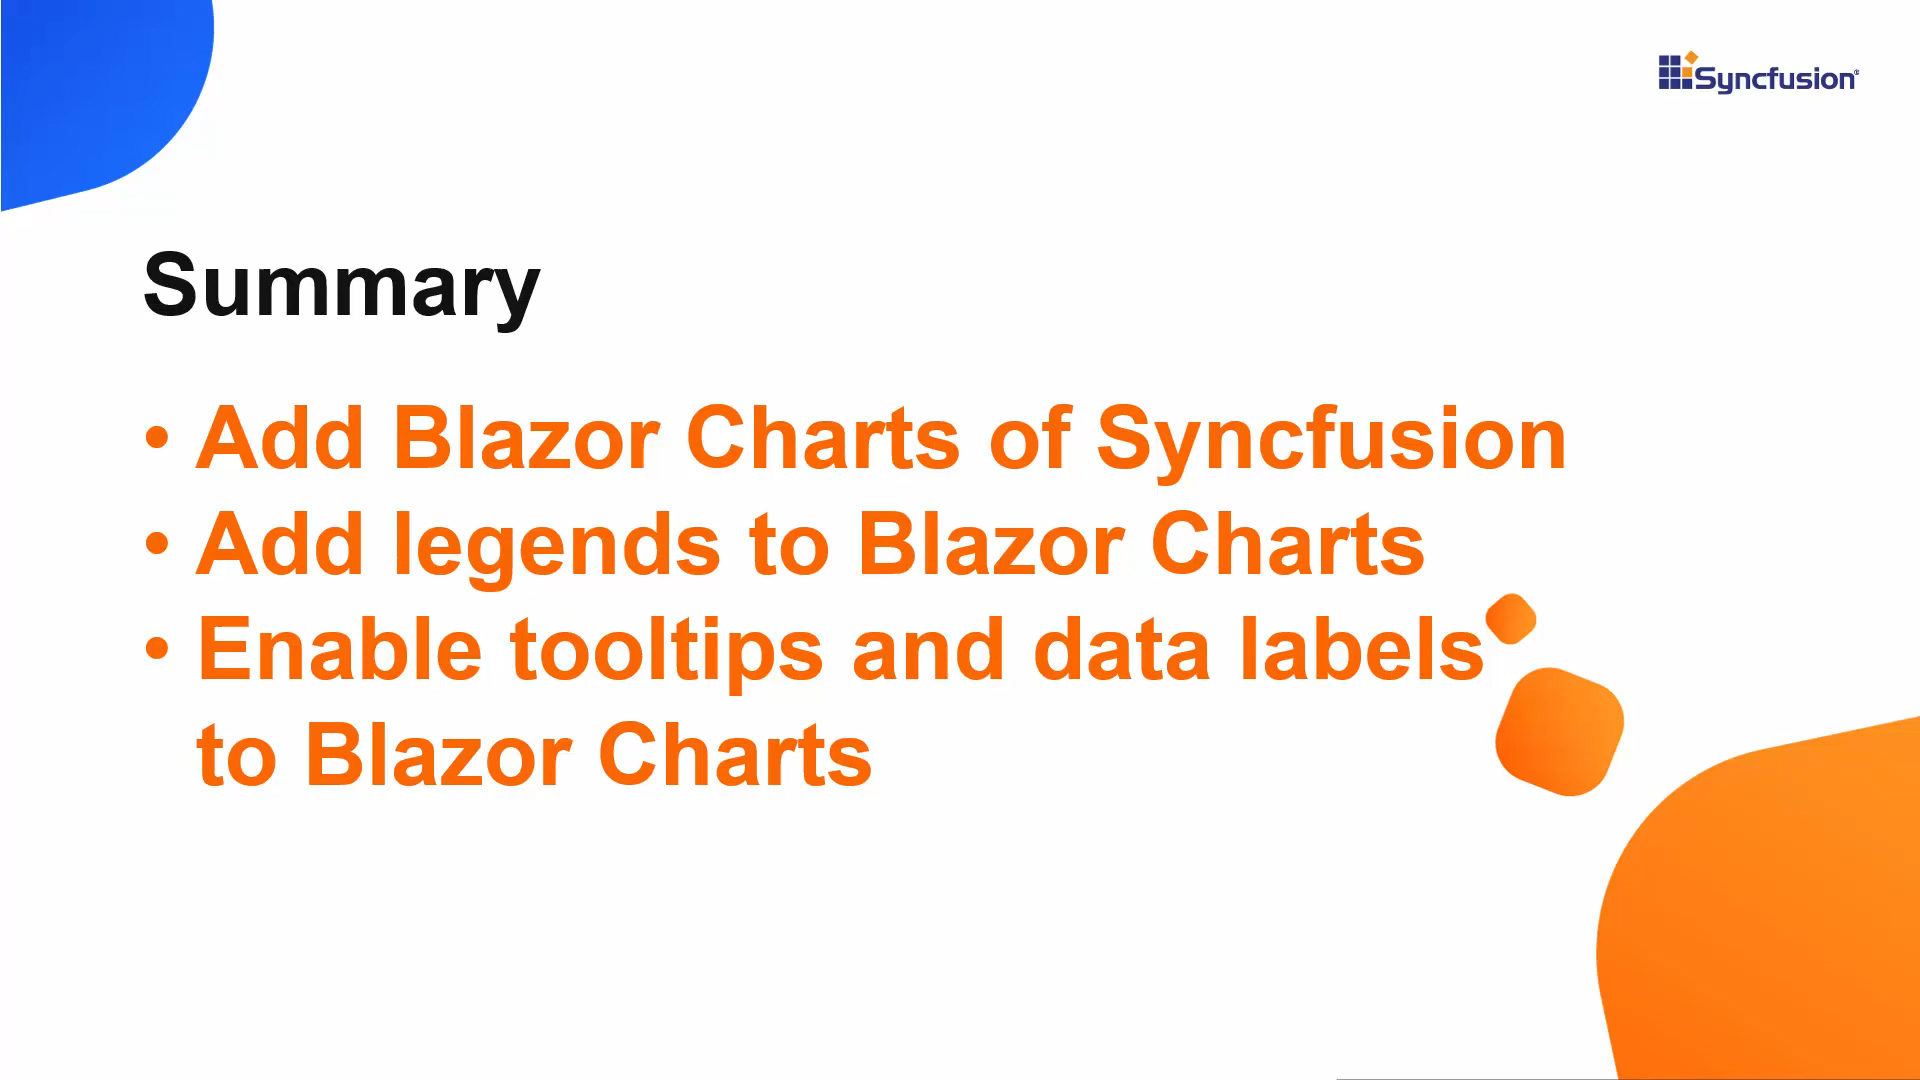 Syncfusion®
Summary
• Add Blazor Charts of Syncfusion
• Add legends to Blazor Charts
• Enable tooltips and data labels
to Blazor Charts